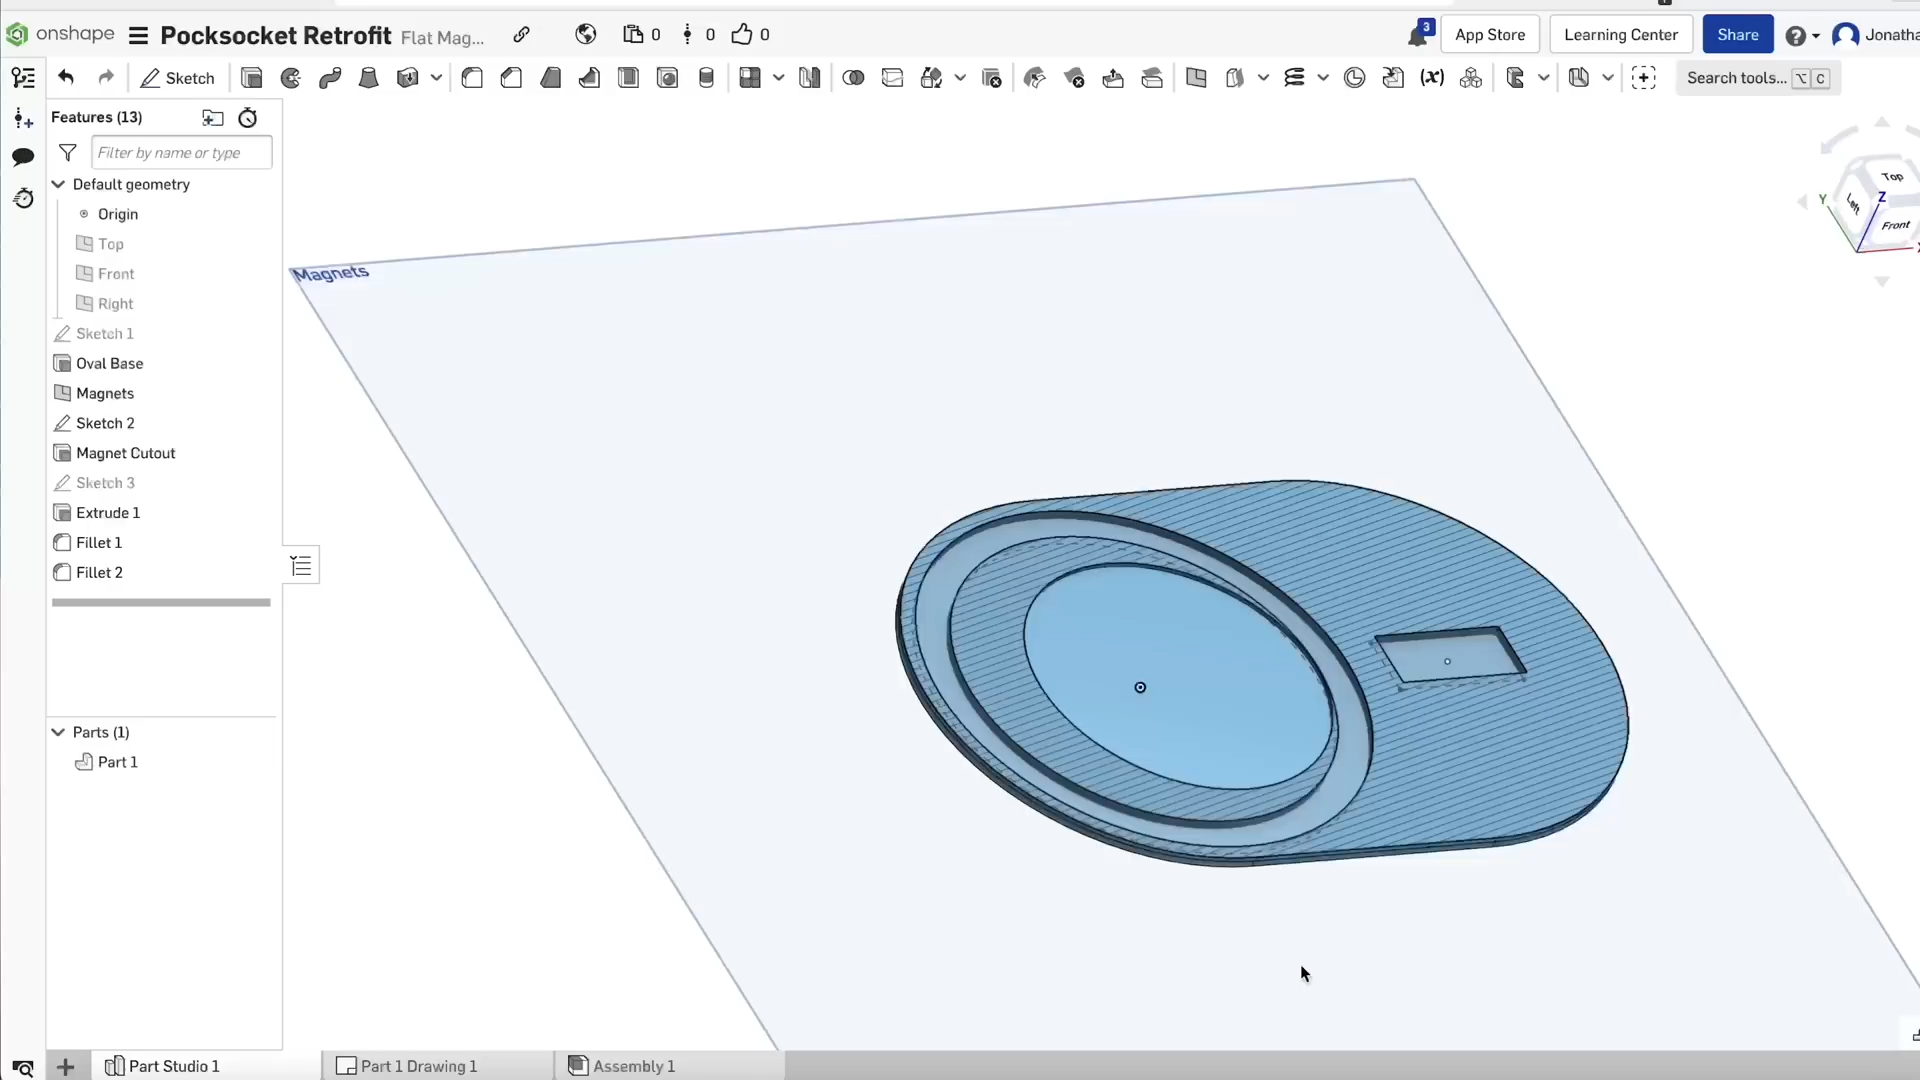 onshape Pocksocket Retrofit Flat Mag... 0 0 0 3 App Store Learning Center Share
Sketch Search tools... ⌥ C
Features (13)
Filter by name or type
Default geometry
Origin
Top
Front
Right
Sketch 1
Oval Base
Magnets
Sketch 2
Magnet Cutout
Sketch 3
Extrude 1
Fillet 1
Fillet 2
Parts (1)
Part 1
Magnets
Top
Left
Front
Y
Z
Part Studio 1 Part 1 Drawing 1 Assembly 1